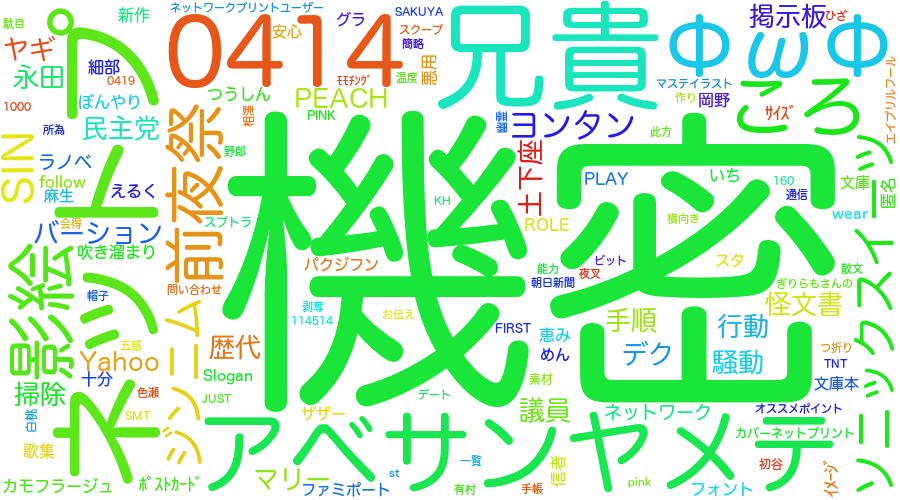 ネットワークプリントユーザー
新作
駄目
プ
グラ
SAKUYA
安心
スクープ
簡略
0414
兄貴
ΦωΦ
掲示板
ひざ
ヤギ
永田
細部
0419
1000
ぼんやり
ﾓﾓﾁﾝｸﾞ
温度
悪用
マステイラスト
エイプリルフール
つうしん
PEACH
PINK
相澤
作り
岡野
ｻｲｽﾞ
ころ
所為
民主党
前夜祭
ヨンタン
此方
SIN
ラノベ
follow
麻生
えるく
野郎
土下座
PLAY
いち
160
通信
文庫
匿名
ト
機密
KH
会得
スプトラ
ROLE
横向き
wear
バーション
吹き溜まり
ソニックスイーツ
影絵
パクジフン
能力
朝日新聞
夜叉
ビット
スタ
散文
帽子
問い合わせ
剥奪
114514
お伝え
ぎりらもさんの
怪文書
ッ
ジンニーム
FIRST
恵み
手順
行動
五感
歴代
めん
デク
騒動
つ折り
Yahoo
十分
Slogan
素材
TNT
文庫本
掃除
色瀬
JUST
デート
ネ
白桃
SMT
ザザー
議員
ネットワーク
オススメポイント
歌集
アベサンヤメテ
カバーネットプリント
マリー
st
一覧
信者
初谷
カモフラージュ
ﾎﾟｽﾄｶｰﾄﾞ
ファミポート
有村
手帳
pink
フォント
ｲﾒｰｼﾞ